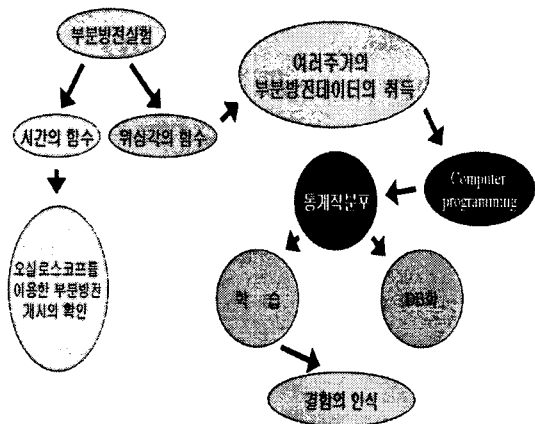 부분방전실험
여러주기의
부분방전데이터의 취득
시간의 함수
위상각의 함수
Computer
programming
통계적분포
오실로스코프를
이용한 부분방전
개시의 확인
학 습
DB화
결함의 인식